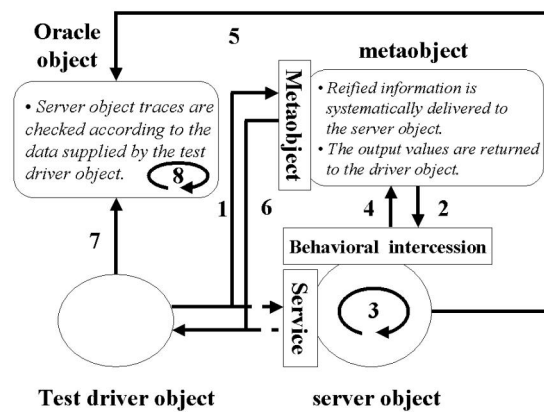 Oracle
object
5
metaobject
• Server object traces are
checked according to the
data supplied by the test
driver object.
8
Metaobject
• Reified information is
systematically delivered to
the server object.
• The output values are
returned to the driver object.
7
1
6
4
2
Behavioral intercession
Service
3
Test driver object
server object